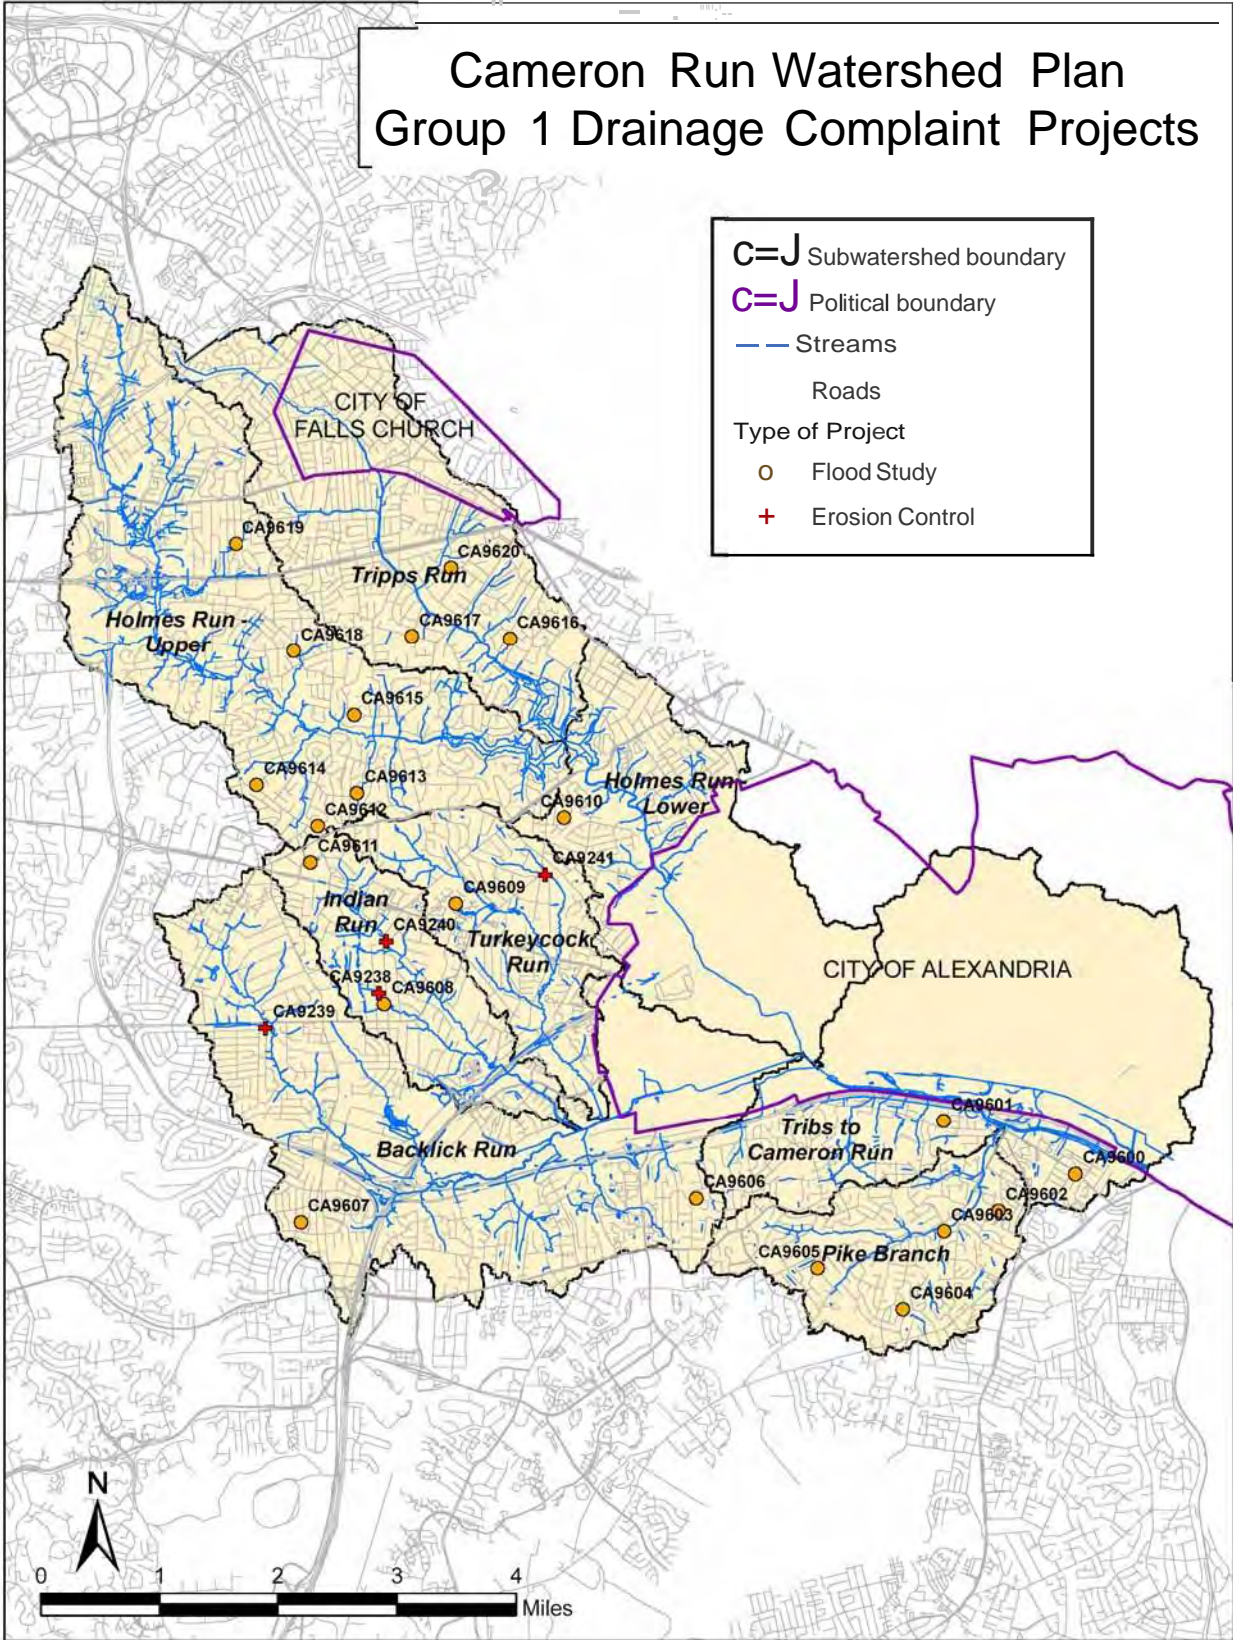 Cameron Run Watershed Plan
Group 1 Drainage Complaint Projects
c=J Subwatershed boundary
c=J Political boundary
Streams
Roads
Type of Project
o Flood Study
+ Erosion Control
CITY OF
FALLS CHURCH
CA9619
CA9620
Tripps Run
Holmes Run -
Upper
CA9618
CA9617
CA9616
CA9615
CA9614
CA9613
Holmes Run -
Lower
CA9612
CA9610
CA9611
CA9241
Indian
Run
CA9609
CA9240
Turkeycock
Run
CITY OF ALEXANDRIA
CA9238
CA9608
CA9239
CA9601
Tribs to
Cameron Run
Backlick Run
CA9600
CA9606
CA9602
CA9607
CA9603
CA9605
Pike Branch
CA9604
N
0 1 2 3 4
Miles